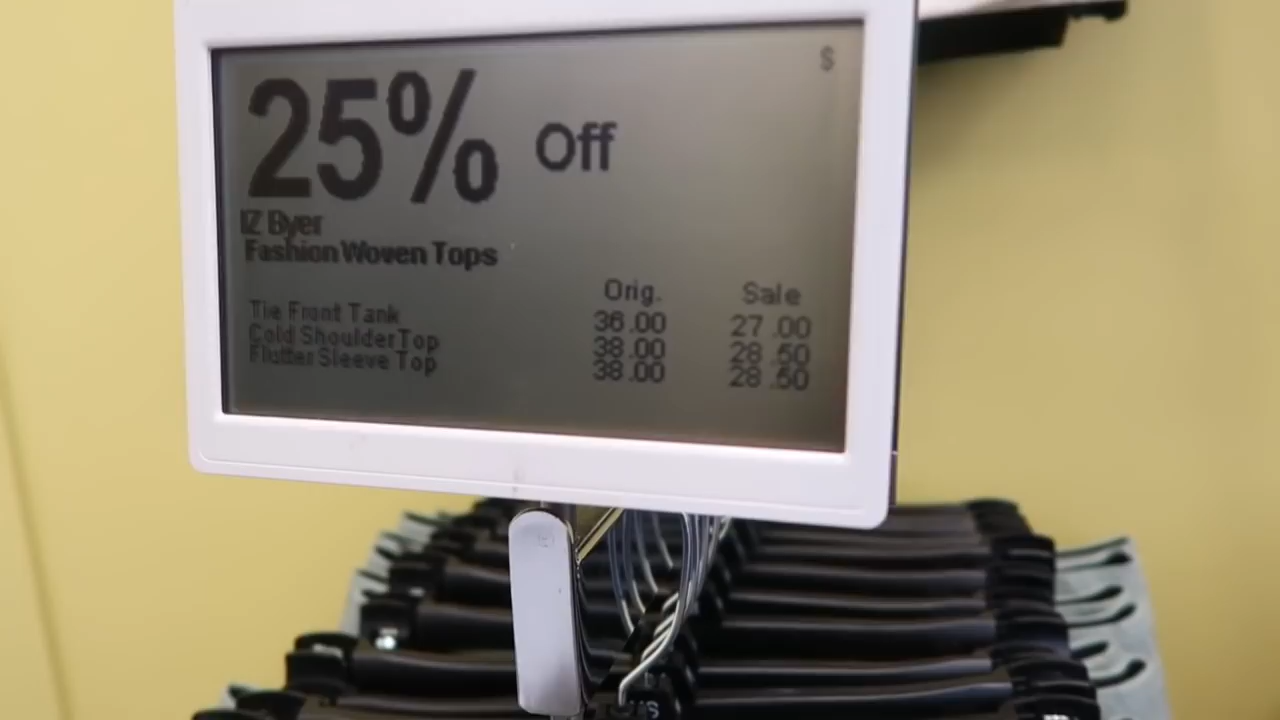 $
25% Off
IZ Byer
Fashion Woven Tops
Orig. Sale
Tie Front Tank 36.00 27.00
Cold Shoulder Top 38.00 28.50
Flutter Sleeve Top 38.00 28.50